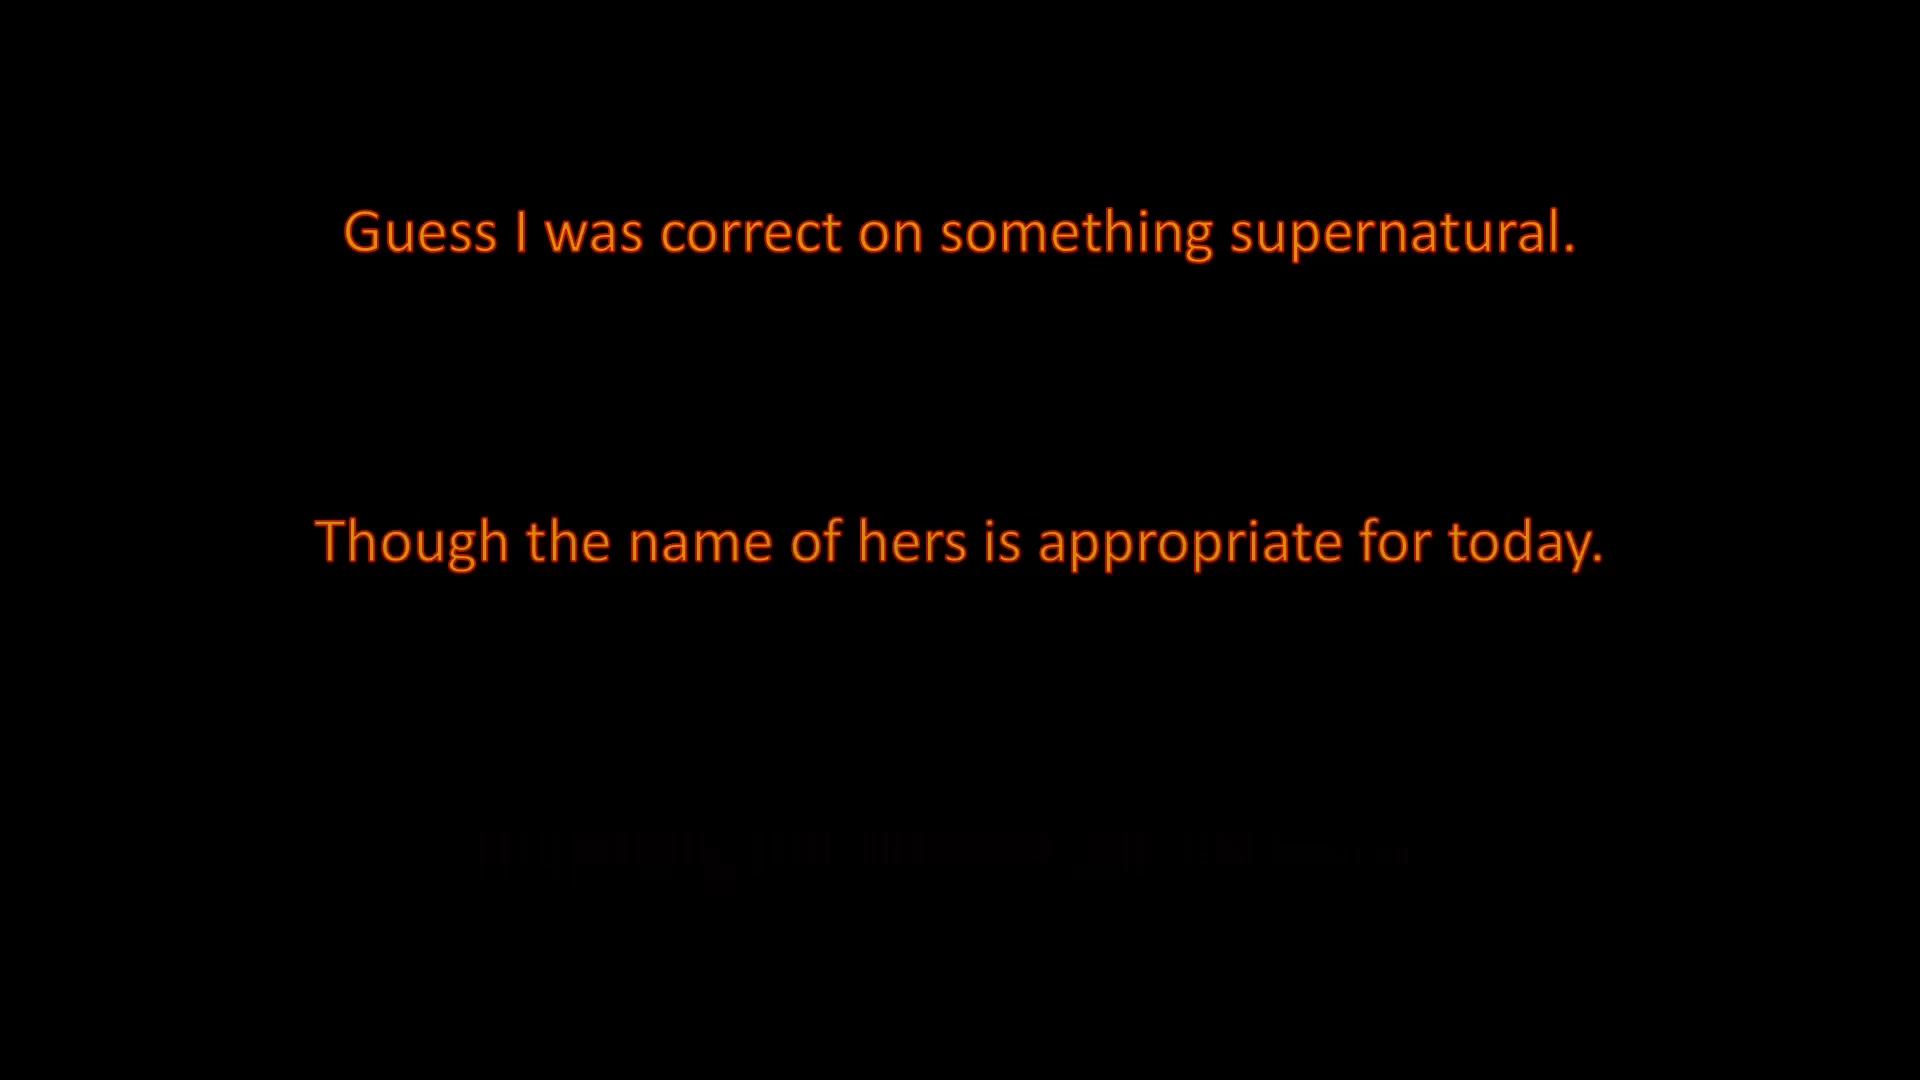 Guess I was correct on something supernatural.
Though the name of hers is appropriate for today.